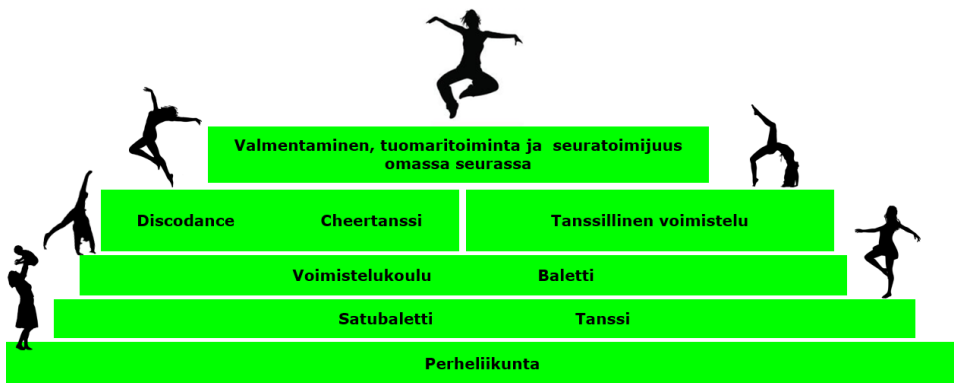 Valmentaminen, tuomaritoiminta ja seuratoimijuus
omassa seurassa
Discodance Cheertanssi Tanssillinen voimistelu
Voimistelukoulu Baletti
Satubaletti Tanssi
Perheliikunta